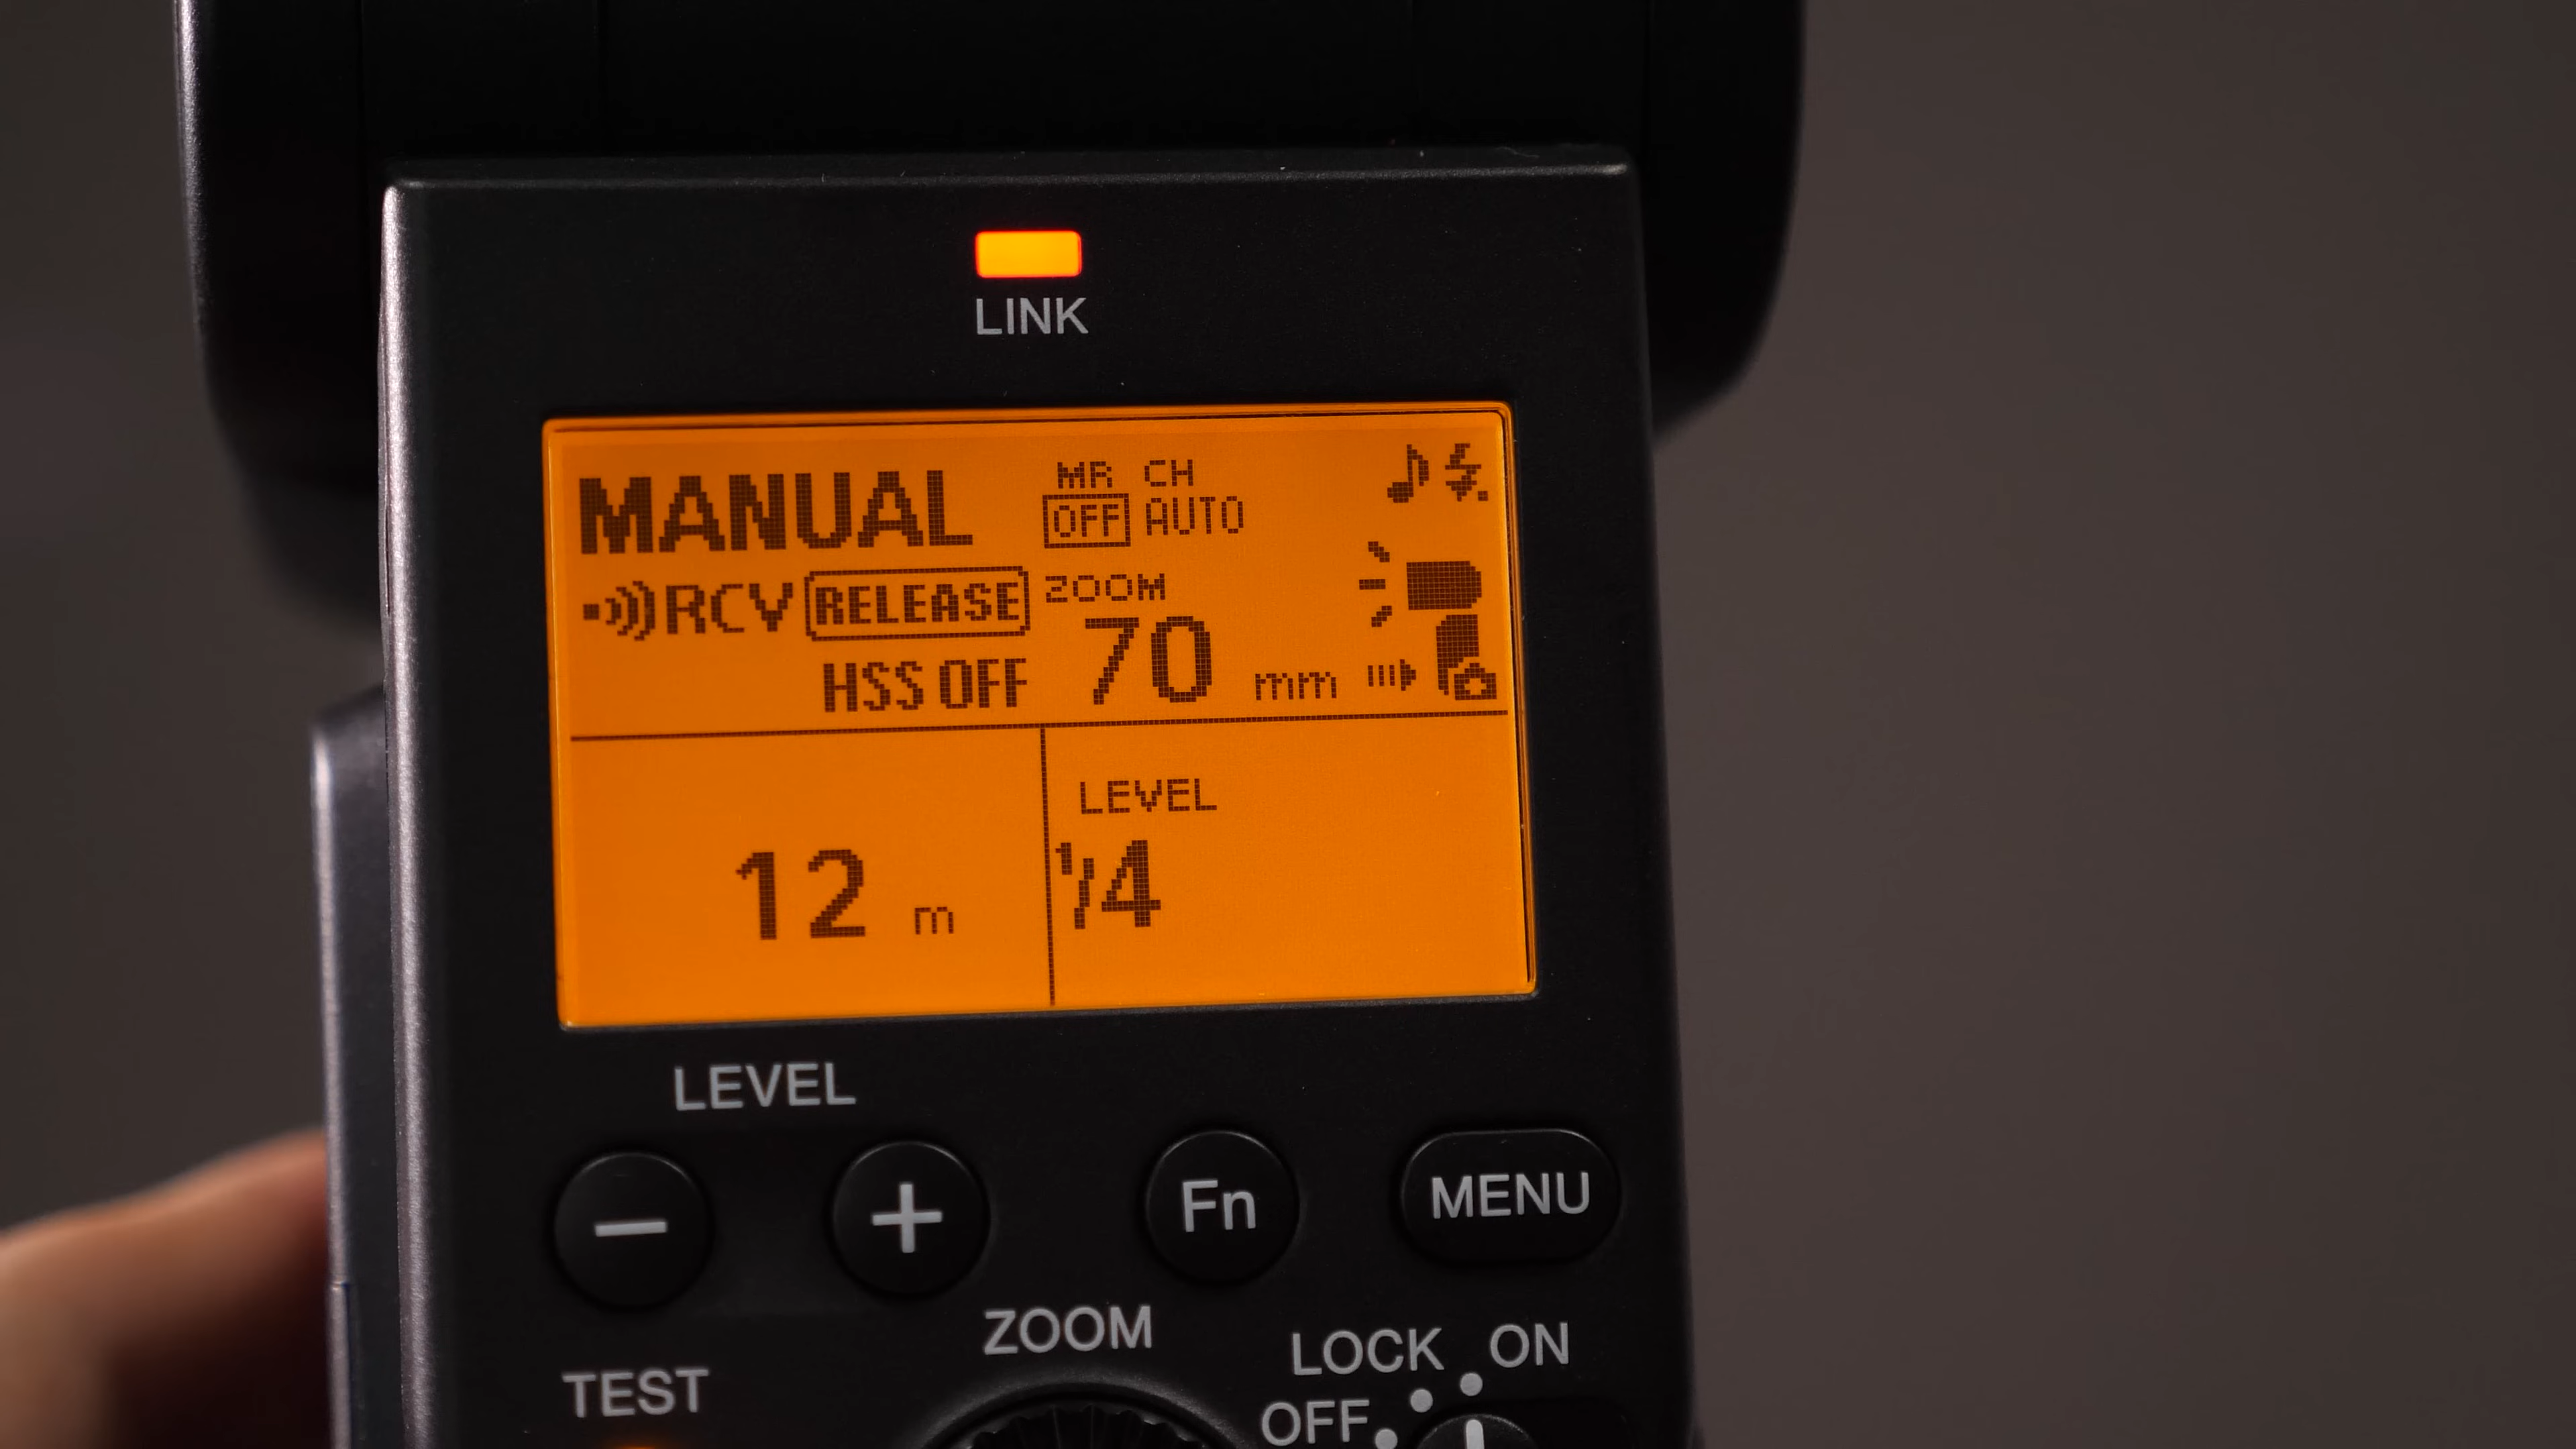 LINK
MANUAL
MR CH
OFF AUTO
RCV RELEASE
ZOOM
70 mm
HSS OFF
LEVEL
12 m
1/4
LEVEL
− +
Fn
MENU
ZOOM
LOCK ON
TEST
OFF